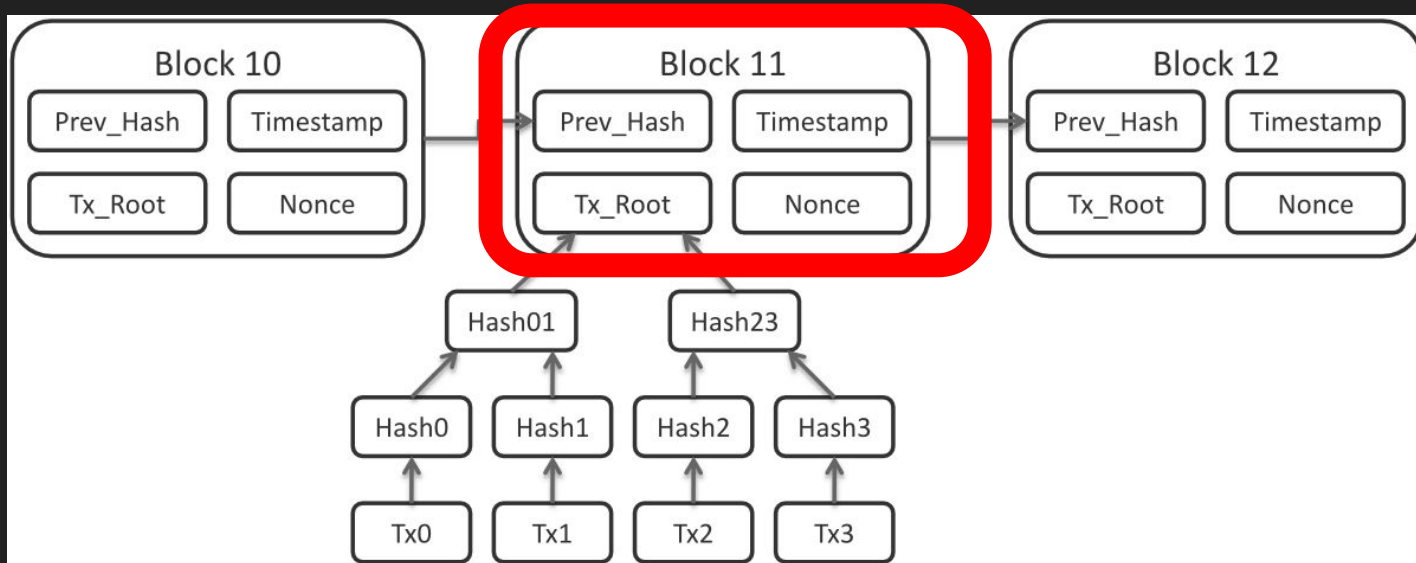 Block 10
Block 11
Block 12
Prev_Hash Timestamp
Prev_Hash Timestamp
Prev_Hash Timestamp
Tx_Root Nonce
Tx_Root Nonce
Tx_Root Nonce
Hash01 Hash23
Hash0 Hash1 Hash2 Hash3
Tx0 Tx1 Tx2 Tx3